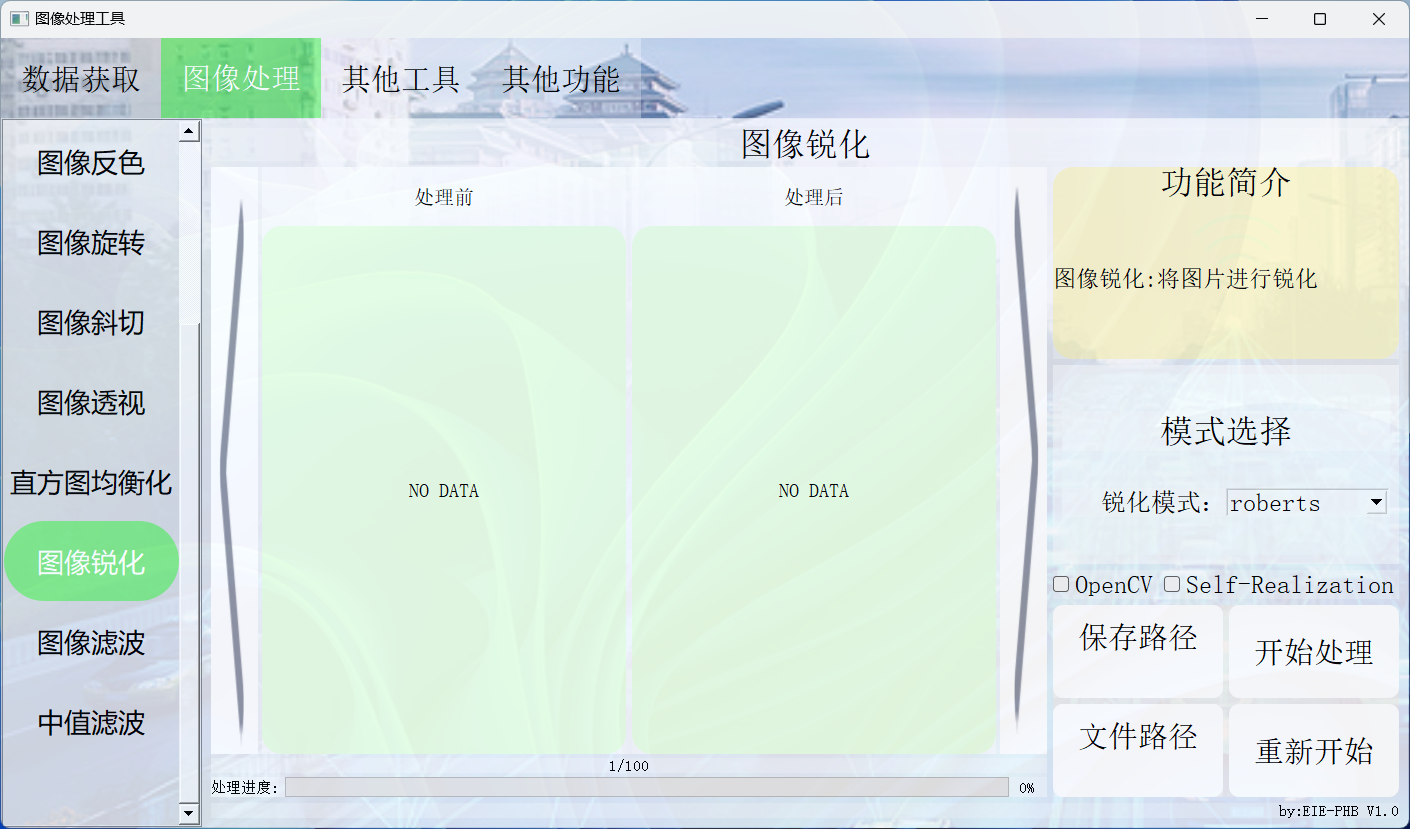 图像处理工具
数据获取 图像处理 其他工具 其他功能
图像反色
图像旋转
图像斜切
图像透视
直方图均衡化
图像锐化
图像滤波
中值滤波
图像锐化
处理前 处理后
NO DATA NO DATA
1/100
处理进度: 0%
功能简介
图像锐化:将图片进行锐化
模式选择
锐化模式: roberts
OpenCV Self-Realization
保存路径 开始处理
文件路径 重新开始
by:EIE-PHB V1.0